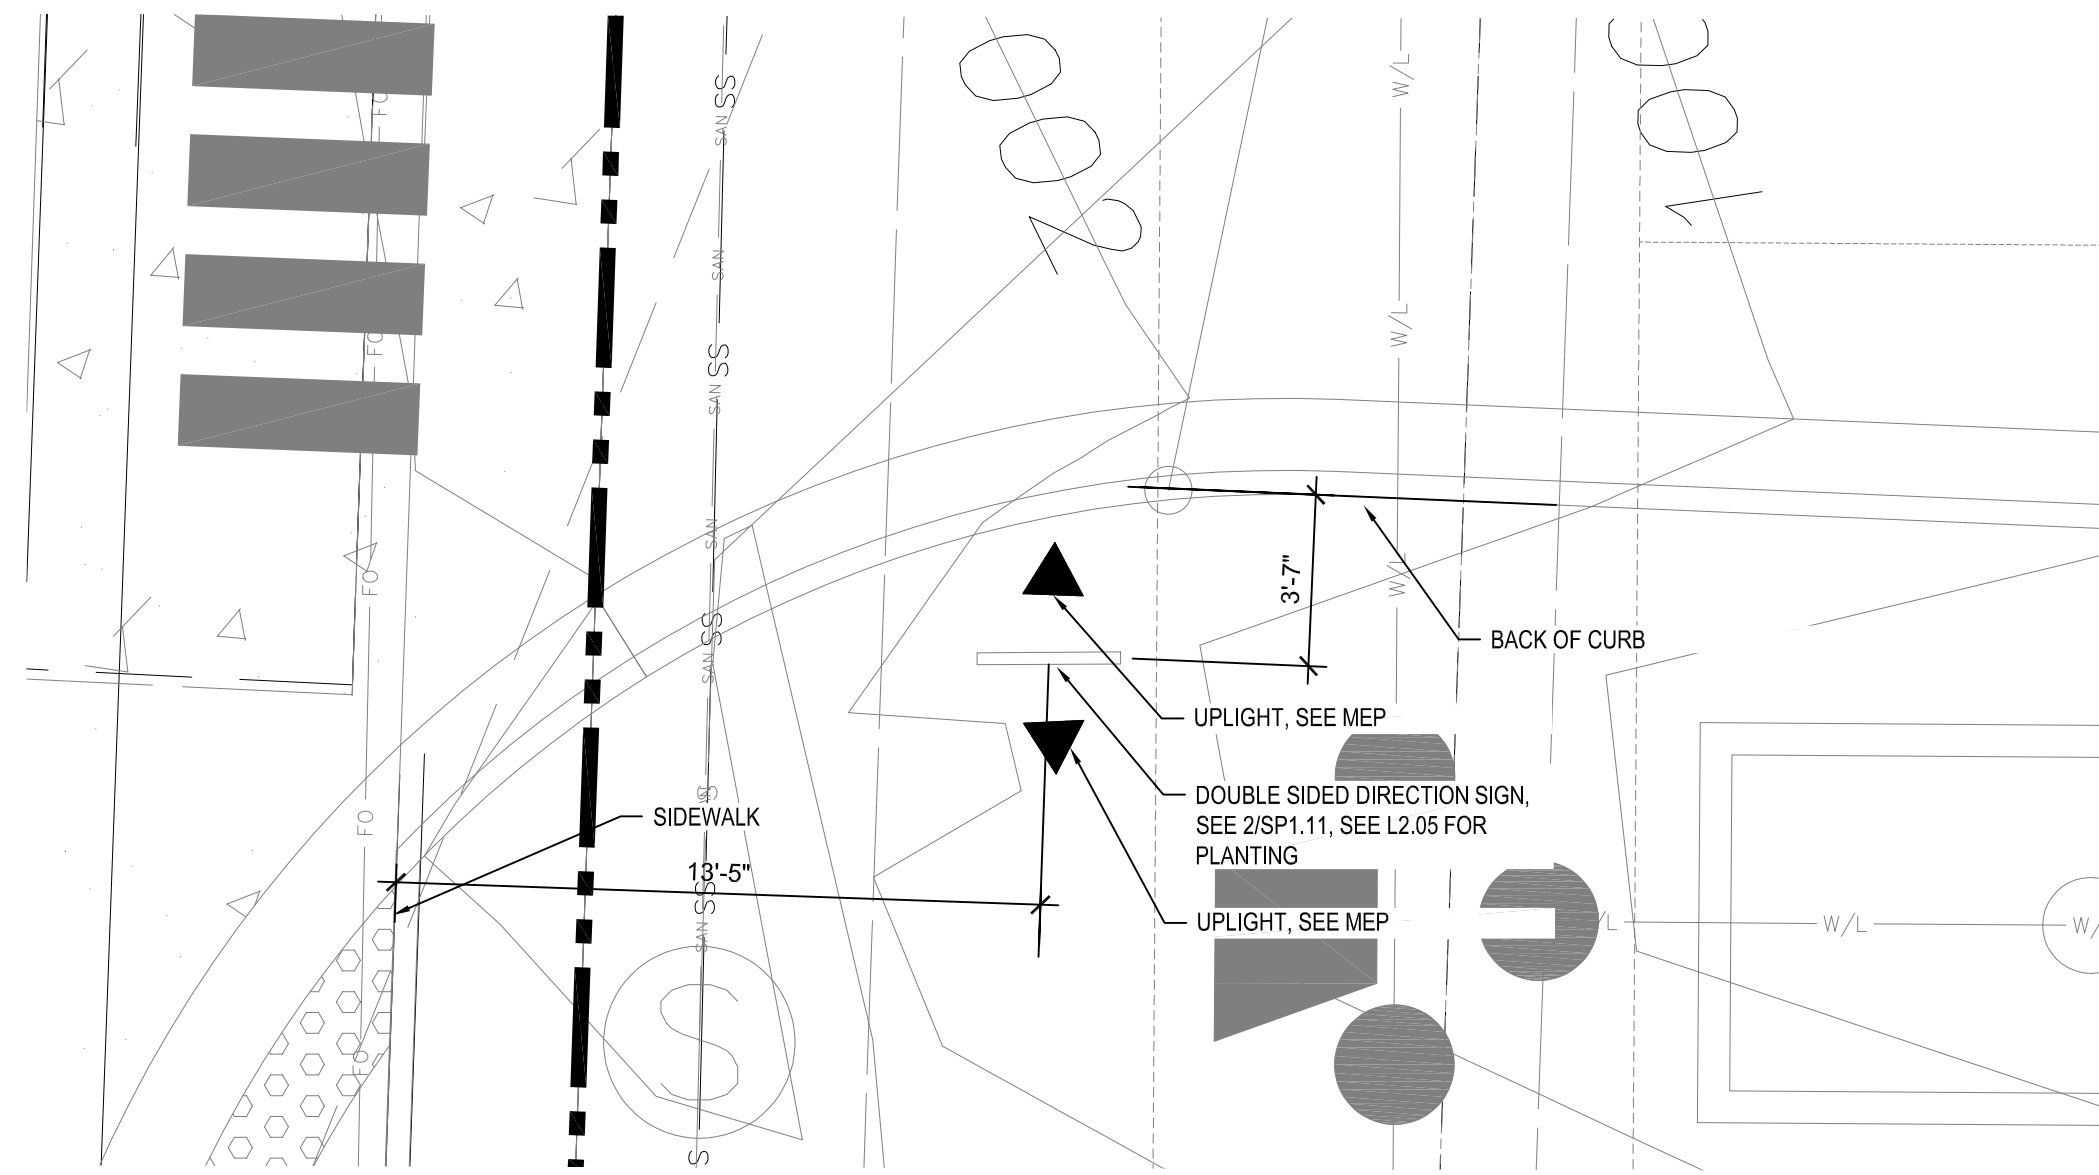 FO
SAN
SS
W/L
W/L
SAN
SAN
SS
FO
SAN
W/L
SAN
3'-7"
W/L
FO
SS
BACK OF CURB
SAN
UPLIGHT, SEE MEP
DOUBLE SIDED DIRECTION SIGN,
SEE 2/SP1.11, SEE L2.05 FOR
PLANTING
SIDEWALK
FO
13'-5"
SS
SAN
UPLIGHT, SEE MEP
W/L
S
FO
S